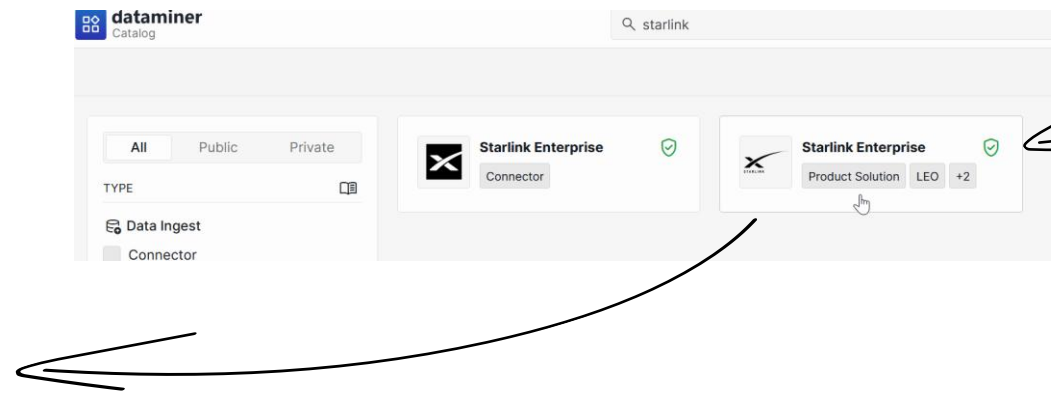 dataminer
Catalog
starlink
All Public Private
TYPE
Data Ingest
Connector
Starlink Enterprise
Connector
Starlink Enterprise
Product Solution LEO +2
STARLINK